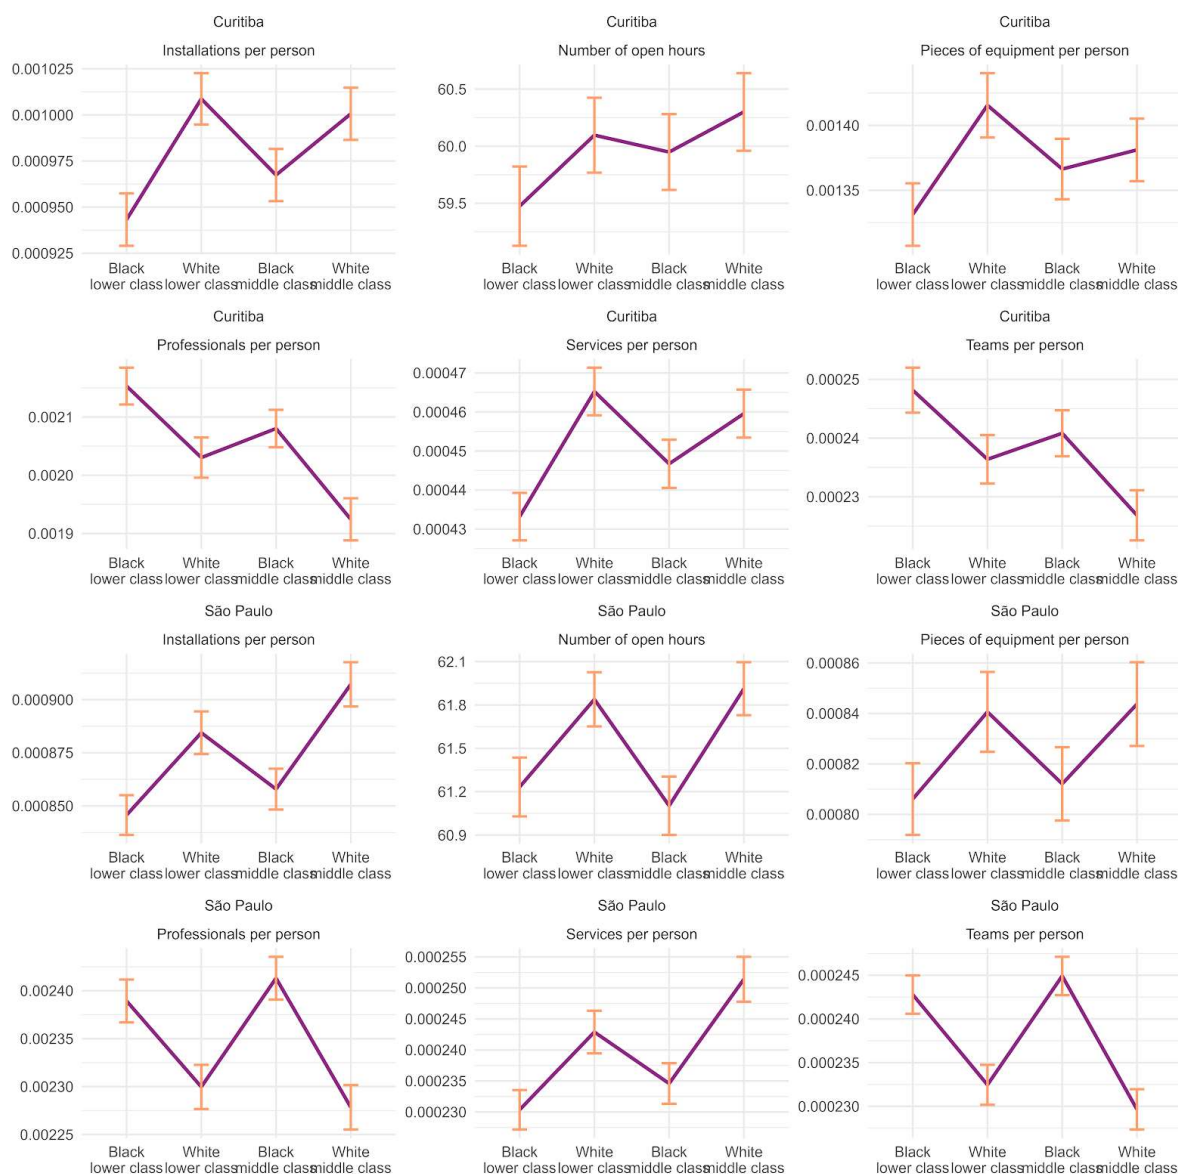 Curitiba
Installations per person
0.001025
0.001000
0.000975
0.000950
0.000925
Black White Black White
lower class lower class middle class middle class
Curitiba
Number of open hours
60.5
60.0
59.5
Black White Black White
lower class lower class middle class middle class
Curitiba
Pieces of equipment per person
0.00140
0.00135
Black White Black White
lower class lower class middle class middle class
Curitiba
Professionals per person
0.0021
0.0020
0.0019
Black White Black White
lower class lower class middle class middle class
Curitiba
Services per person
0.00047
0.00046
0.00045
0.00044
0.00043
Black White Black White
lower class lower class middle class middle class
Curitiba
Teams per person
0.00025
0.00024
0.00023
Black White Black White
lower class lower class middle class middle class
São Paulo
Installations per person
0.000900
0.000875
0.000850
Black White Black White
lower class lower class middle class middle class
São Paulo
Number of open hours
62.1
61.8
61.5
61.2
60.9
Black White Black White
lower class lower class middle class middle class
São Paulo
Pieces of equipment per person
0.00086
0.00084
0.00082
0.00080
Black White Black White
lower class lower class middle class middle class
São Paulo
Professionals per person
0.00240
0.00235
0.00230
0.00225
Black White Black White
lower class lower class middle class middle class
São Paulo
Services per person
0.000255
0.000250
0.000245
0.000240
0.000235
0.000230
Black White Black White
lower class lower class middle class middle class
São Paulo
Teams per person
0.000245
0.000240
0.000235
0.000230
Black White Black White
lower class lower class middle class middle class